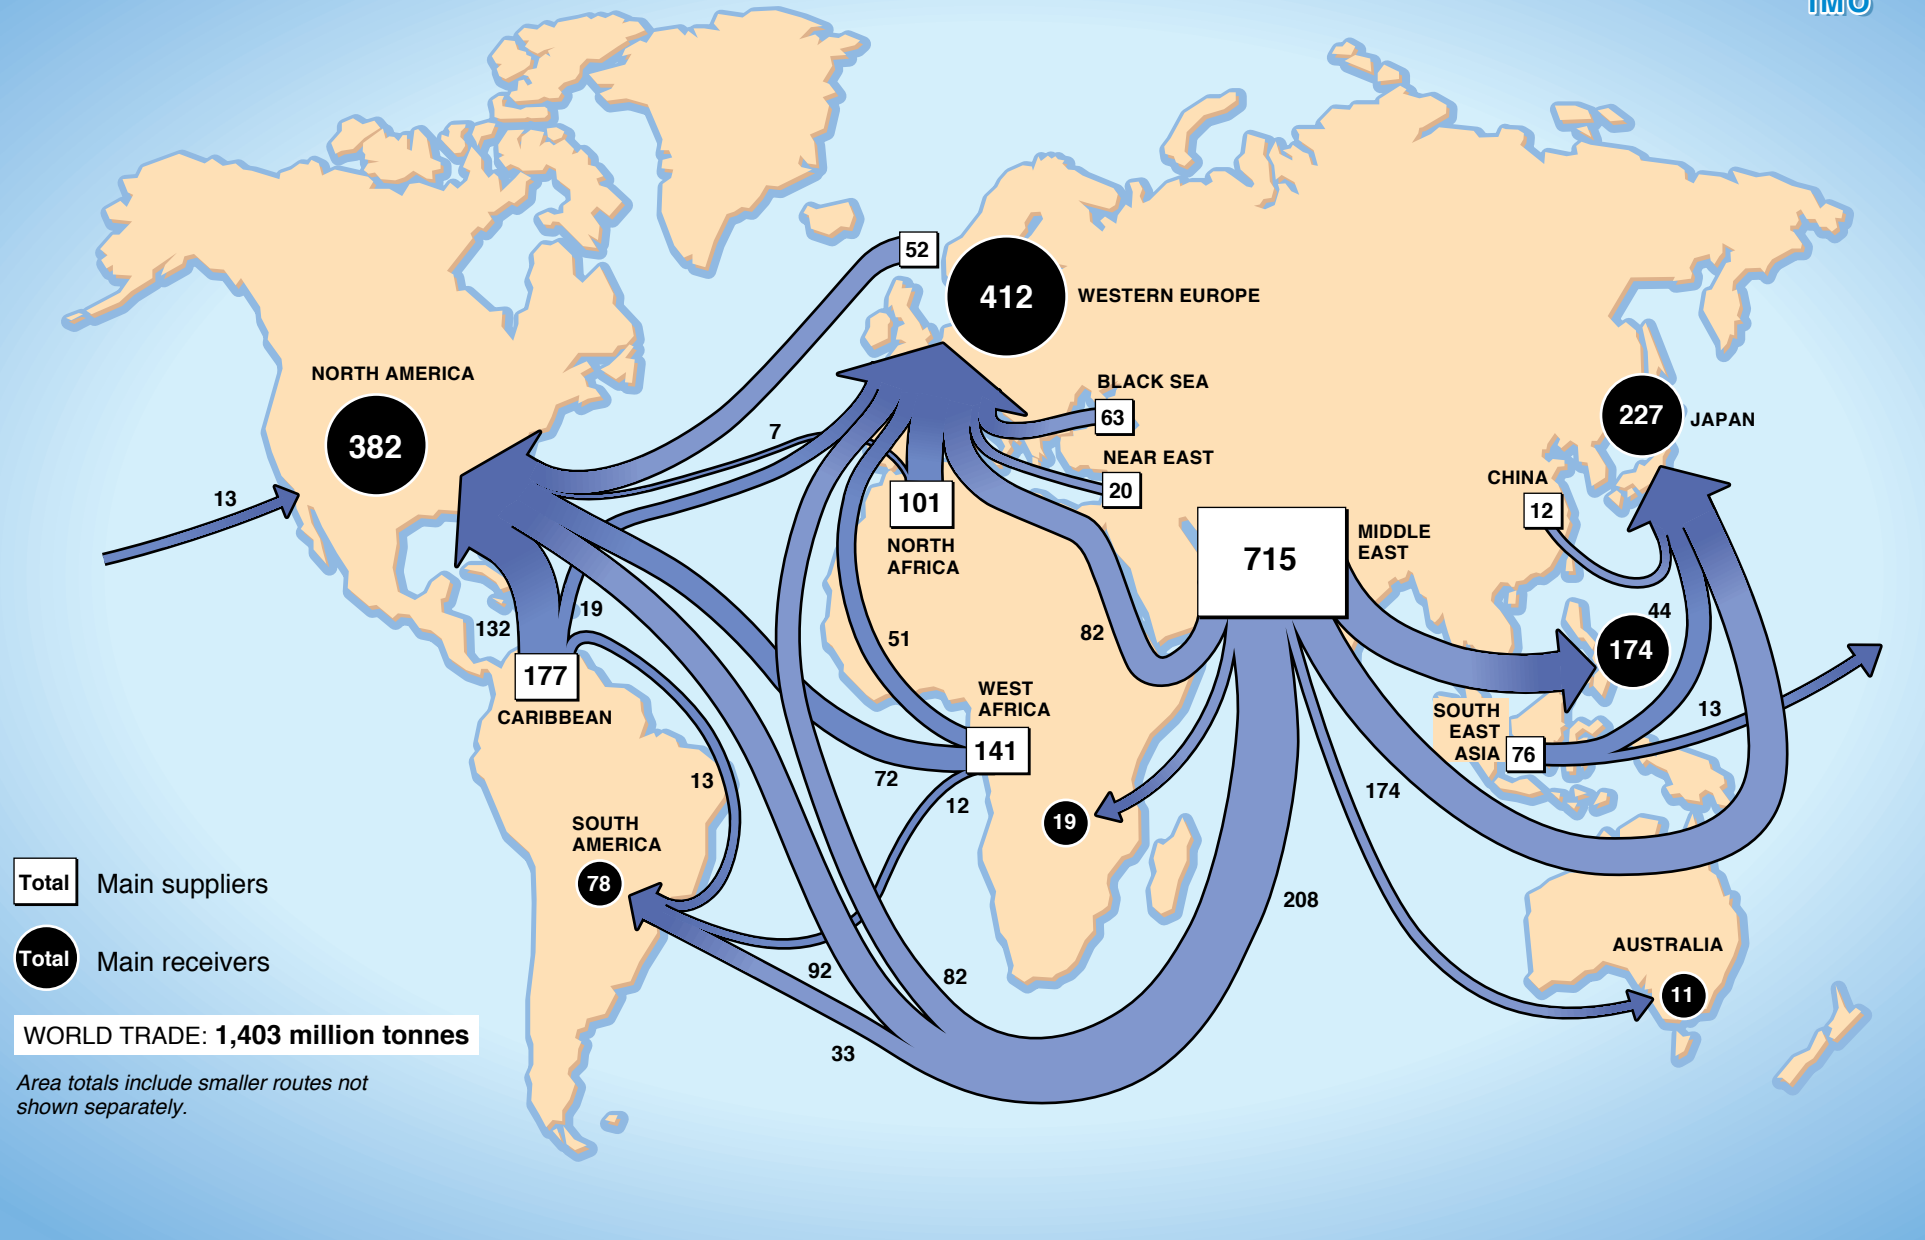 IMO
52
412
WESTERN EUROPE
NORTH AMERICA
382
13
7
BLACK SEA
63
NEAR EAST
20
101
NORTH
AFRICA
715
MIDDLE
EAST
CHINA
12
227
JAPAN
44
174
132
19
177
CARIBBEAN
51
82
WEST
AFRICA
141
72
12
13
SOUTH
EAST
ASIA
76
13
174
19
SOUTH
AMERICA
78
208
92
82
33
AUSTRALIA
11
Total
Main suppliers
Total
Main receivers
WORLD TRADE: 1,403 million tonnes
Area totals include smaller routes not
shown separately.